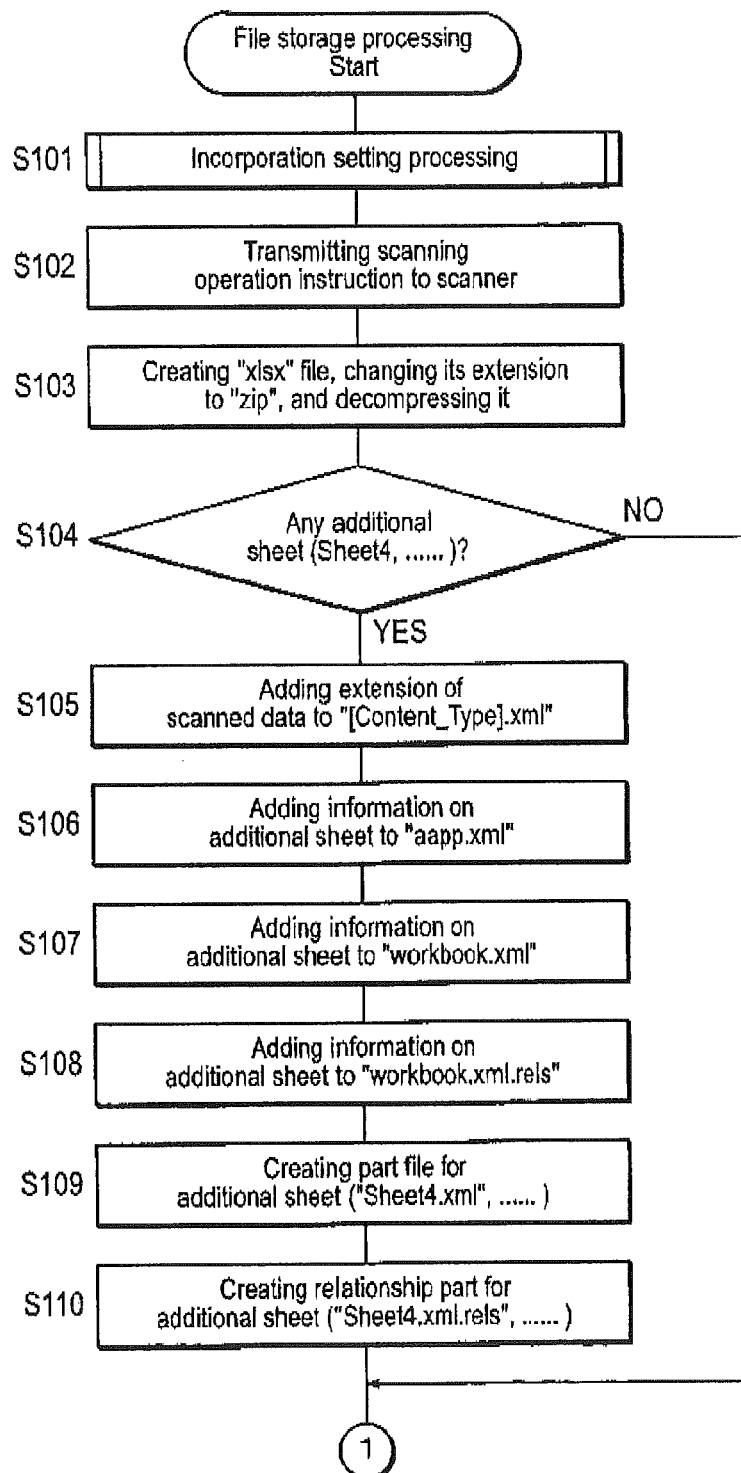 File storage processing
Start
S101
Incorporation setting processing
S102
Transmitting scanning
operation instruction to scanner
S103
Creating "xlsx" file, changing its extension
to "zip", and decompressing it
S104
Any additional
sheet (Sheet4, ...... )?
NO
YES
S105
Adding extension of
scanned data to "[Content_Type].xml"
S106
Adding information on
additional sheet to "aapp.xml"
S107
Adding information on
additional sheet to "workbook.xml"
S108
Adding information on
additional sheet to "workbook.xml.rels"
S109
Creating part file for
additional sheet ("Sheet4.xml", ...... )
S110
Creating relationship part for
additional sheet ("Sheet4.xml.rels", ...... )
1